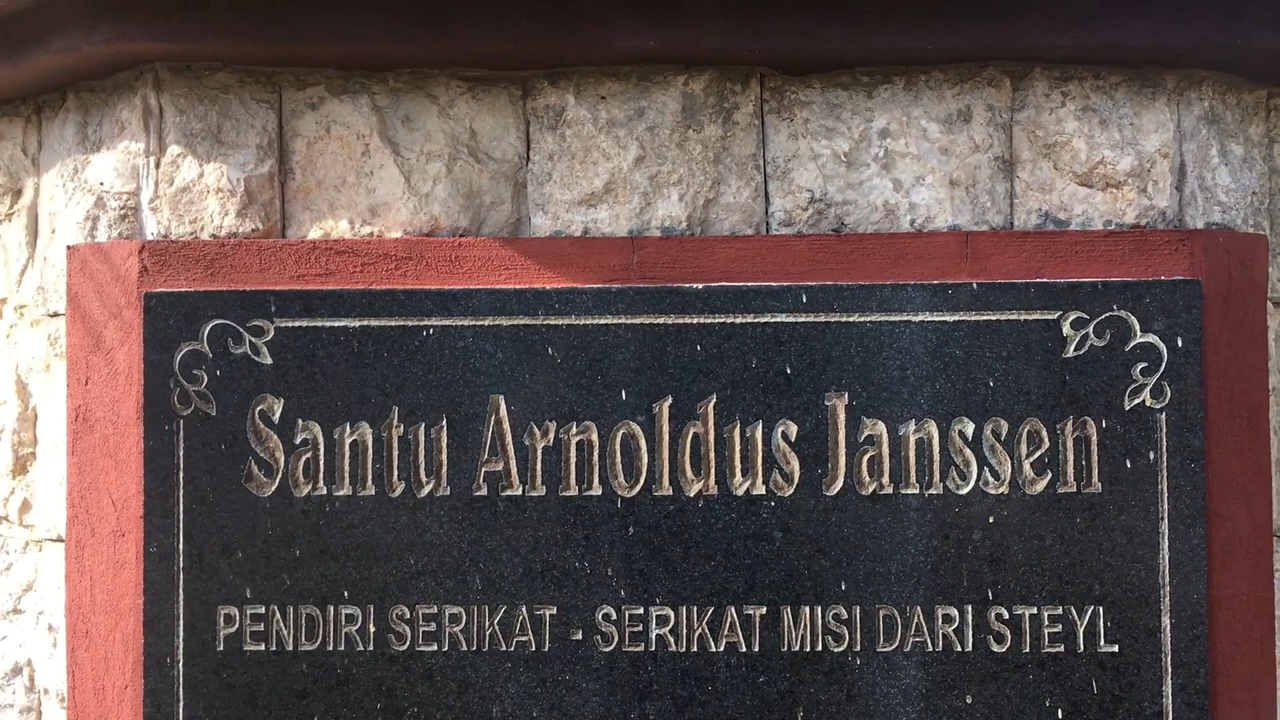 Santu Arnoldus Janssen
PENDIRI SERIKAT - SERIKAT MISI DARI STEYL